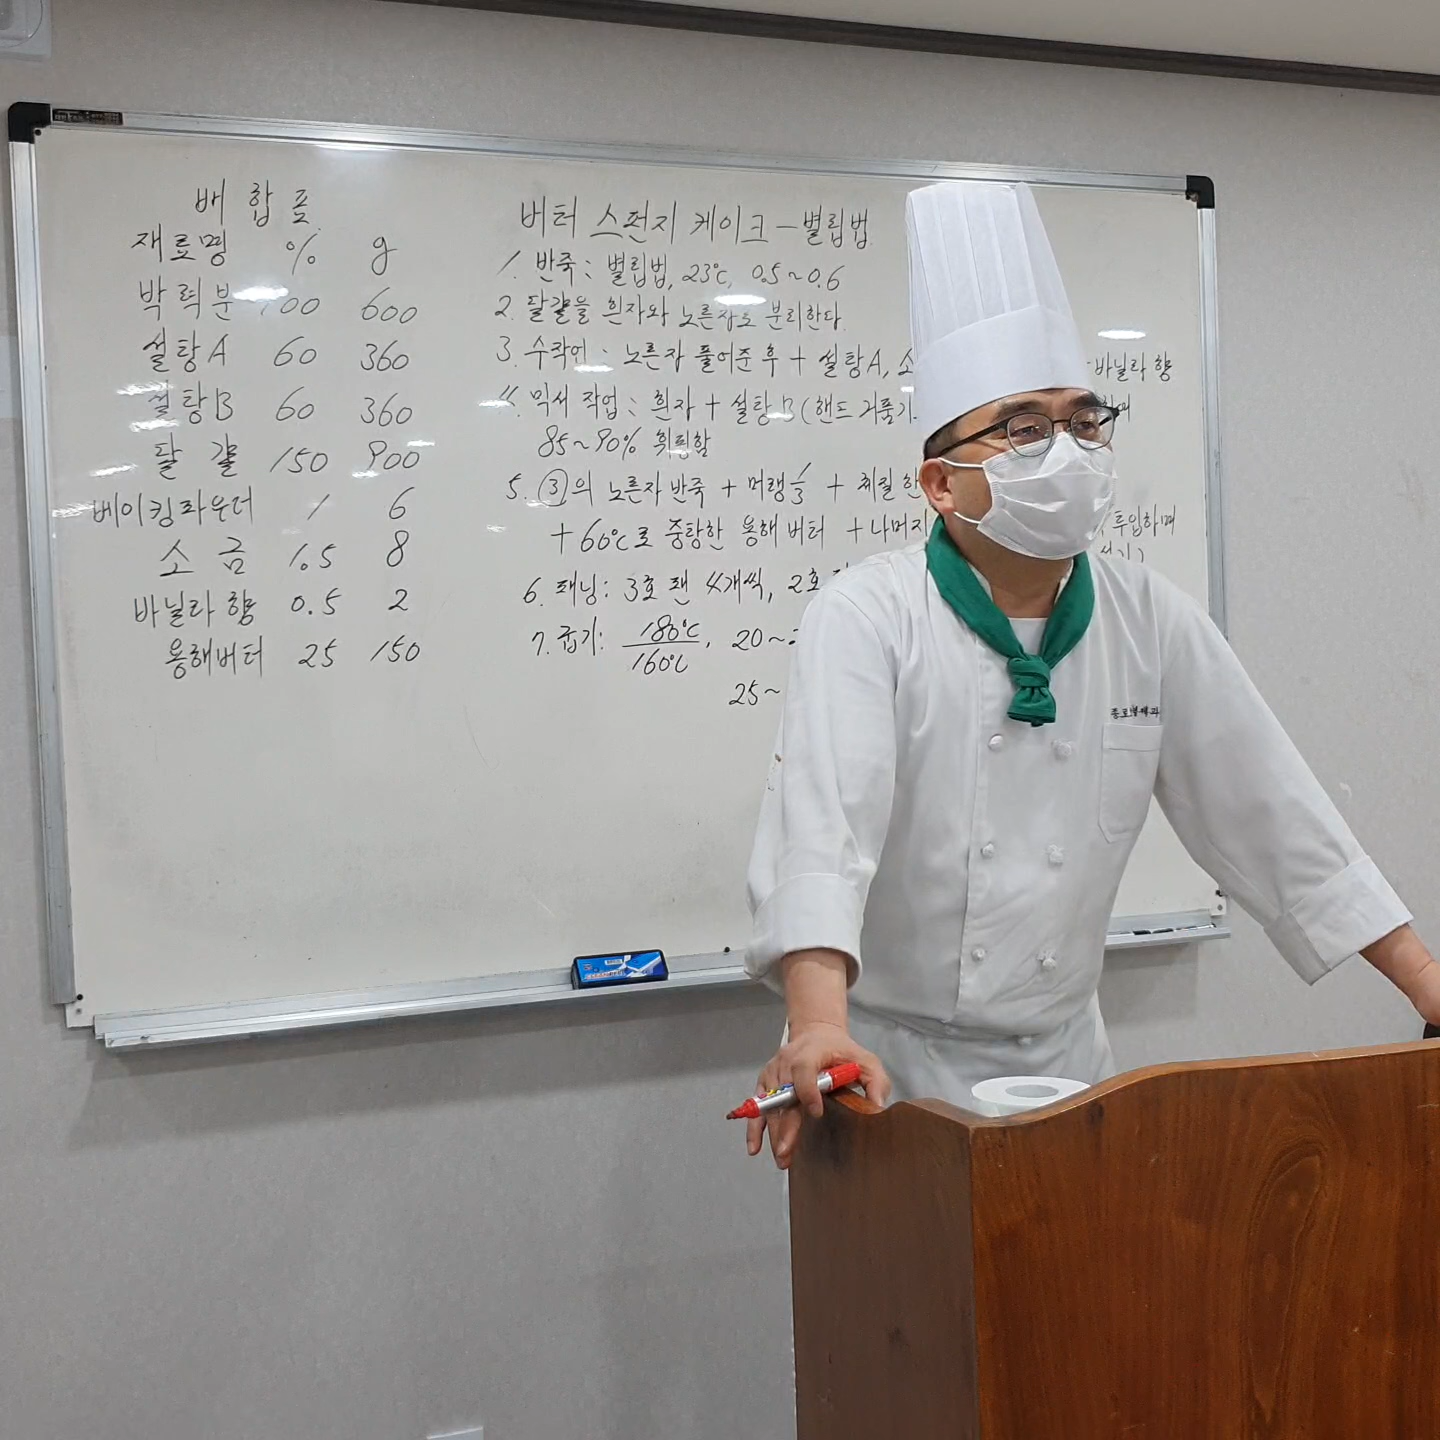 배 합 표
재료명 % g
박력분 100 600
설탕A 60 360
설탕B 60 360
달 걀 150 900
베이킹파우더 1 6
소 금 1.5 8
바닐라향 0.5 2
용해버터 25 150
버터 스펀지 케이크 - 별립법
1. 반죽 : 별립법, 23℃, 0.5~0.6
2. 달걀을 흰자와 노른자로 분리한다.
3. 수작업 : 노른자 풀어준 후 + 설탕A, 소 바닐라 향
4. 믹서 작업 : 흰자 + 설탕B (핸드 거품기
85~90% 휘핑함
5. ③의 노른자 반죽 + 머랭 1/3 + 체질 한
+ 60℃로 중탕한 용해 버터 + 나머지 투입하며
섞기)
6. 팬닝 : 3호 팬 4개씩, 2호
7. 굽기 : 180℃/160℃, 20~
25~